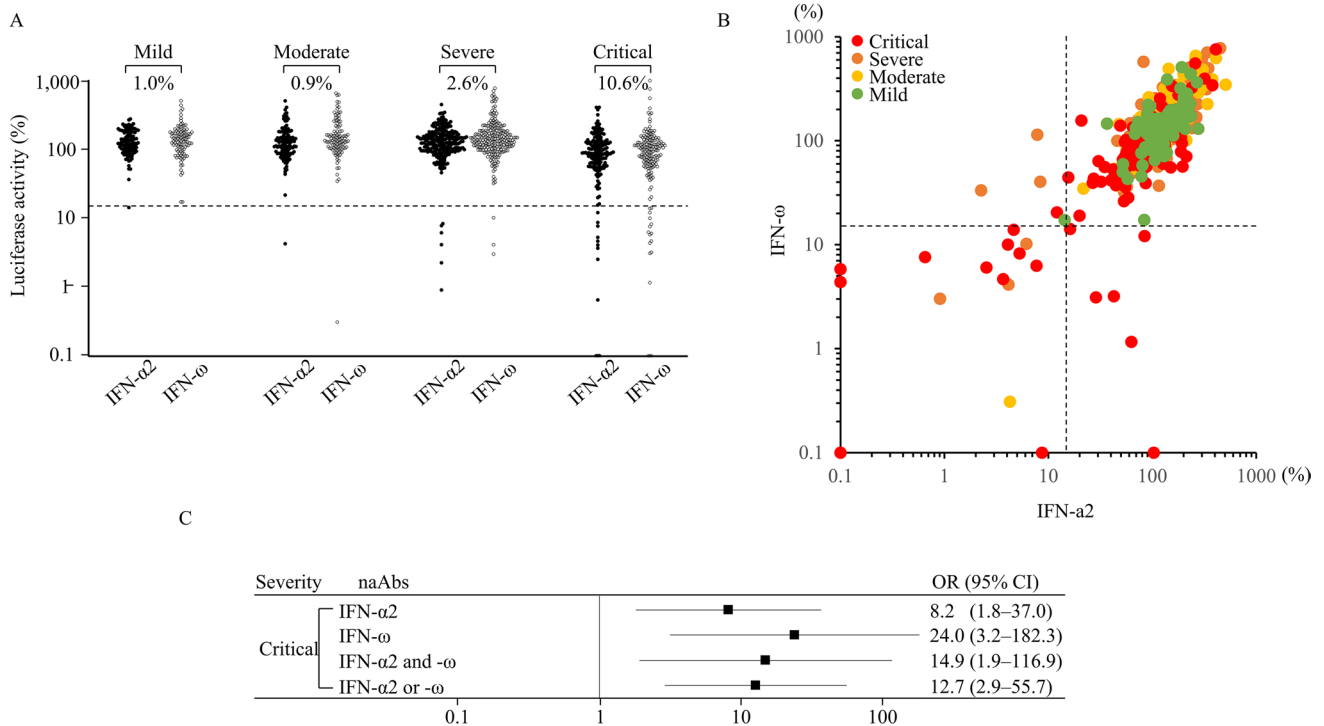 A
Mild Moderate Severe Critical
1.0% 0.9% 2.6% 10.6%
1,000
100
10
1
0.1
Luciferase activity (%)
IFN-α2 IFN-ω IFN-α2 IFN-ω IFN-α2 IFN-ω IFN-α2 IFN-ω
B
(%)
1000
100
10
1
0.1
IFN-ω
Critical
Severe
Moderate
Mild
0.1 1 10 100 1000 (%)
IFN-a2
C
Severity naAbs OR (95% CI)
Critical
IFN-α2 8.2 (1.8–37.0)
IFN-ω 24.0 (3.2–182.3)
IFN-α2 and -ω 14.9 (1.9–116.9)
IFN-α2 or -ω 12.7 (2.9–55.7)
0.1 1 10 100